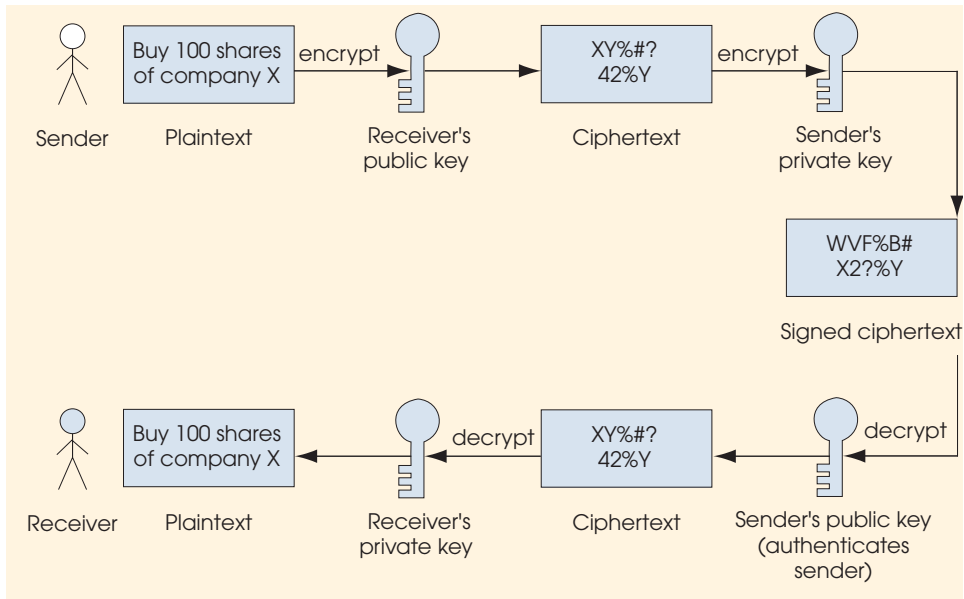 Buy 100 shares
of company X
encrypt
XY%#?
42%Y
encrypt
Sender
Plaintext
Receiver's
public key
Ciphertext
Sender's
private key
WVF%B#
X2?%Y
Signed ciphertext
Buy 100 shares
of company X
decrypt
XY%#?
42%Y
decrypt
Receiver
Plaintext
Receiver's
private key
Ciphertext
Sender's public key
(authenticates
sender)